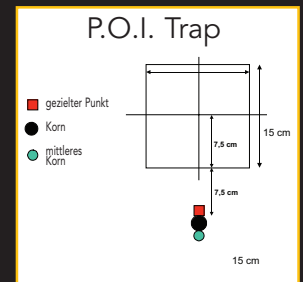 P.O.I. Trap
gezielter Punkt
Korn
mittleres
Korn
15 cm
7,5 cm
7,5 cm
15 cm